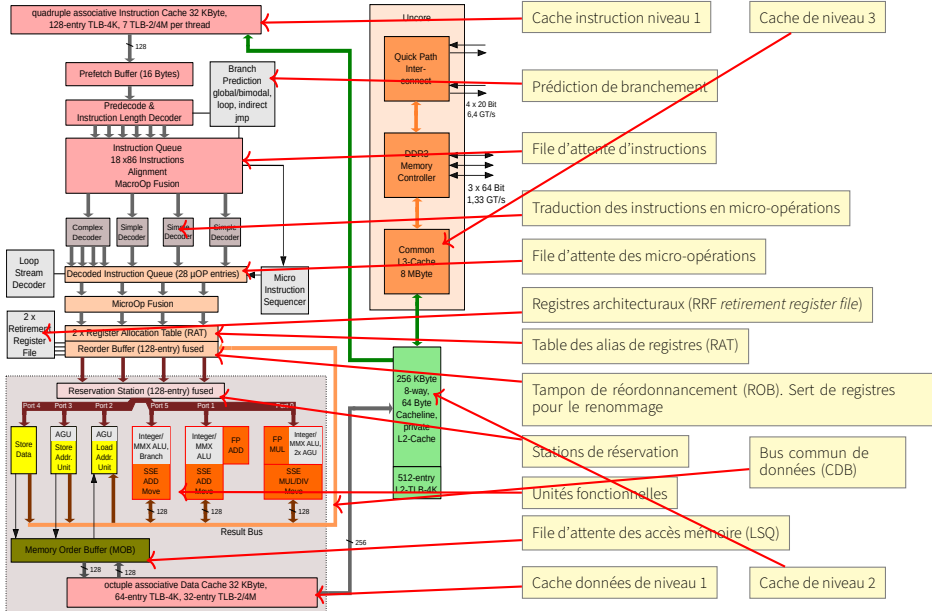 quadruple associative Instruction Cache 32 KByte,
128-entry TLB-4K, 7 TLB-2/4M per thread
128
Prefetch Buffer (16 Bytes)
Predecode &
Instruction Length Decoder
Branch
Prediction
global/bimodal,
loop, indirect
jmp
Instruction Queue
18 x86 Instructions
Alignment
MacroOp Fusion
Complex
Decoder
Simple
Decoder
Simple
Decoder
Simple
Decoder
Loop
Stream
Decoder
Decoded Instruction Queue (28 µOP entries)
Micro
Instruction
Sequencer
MicroOp Fusion
2 x
Retirement
Register
File
2 x Register Allocation Table (RAT)
Reorder Buffer (128-entry) fused
Reservation Station (128-entry) fused
Port 4
Port 3
Port 2
Port 5
Port 1
Port 0
Store
Data
AGU
Store
Addr.
Unit
AGU
Load
Addr.
Unit
Integer/
MMX ALU,
Branch
SSE
ADD
Move
Integer/
MMX
ALU
FP
ADD
SSE
ADD
Move
FP
MUL
Integer/
MMX ALU,
2x AGU
SSE
MUL/DIV
Move
128
128
128
Result Bus
Memory Order Buffer (MOB)
128
128
octuple associative Data Cache 32 KByte,
64-entry TLB-4K, 32-entry TLB-2/4M
256
Uncore
Quick Path
Inter-
connect
4 x 20 Bit
6,4 GT/s
DDR3
Memory
Controller
3 x 64 Bit
1,33 GT/s
Common
L3-Cache
8 MByte
256 KByte
8-way,
64 Byte
Cacheline,
private
L2-Cache
512-entry
L2-TLB-4K
Cache instruction niveau 1
Cache de niveau 3
Prédiction de branchement
File d'attente d'instructions
Traduction des instructions en micro-opérations
File d'attente des micro-opérations
Registres architecturaux (RRF retirement register file)
Table des alias de registres (RAT)
Tampon de réordonnancement (ROB). Sert de registres
pour le renommage
Stations de réservation
Bus commun de
données (CDB)
Unités fonctionnelles
File d'attente des accès mémoire (LSQ)
Cache données de niveau 1
Cache de niveau 2